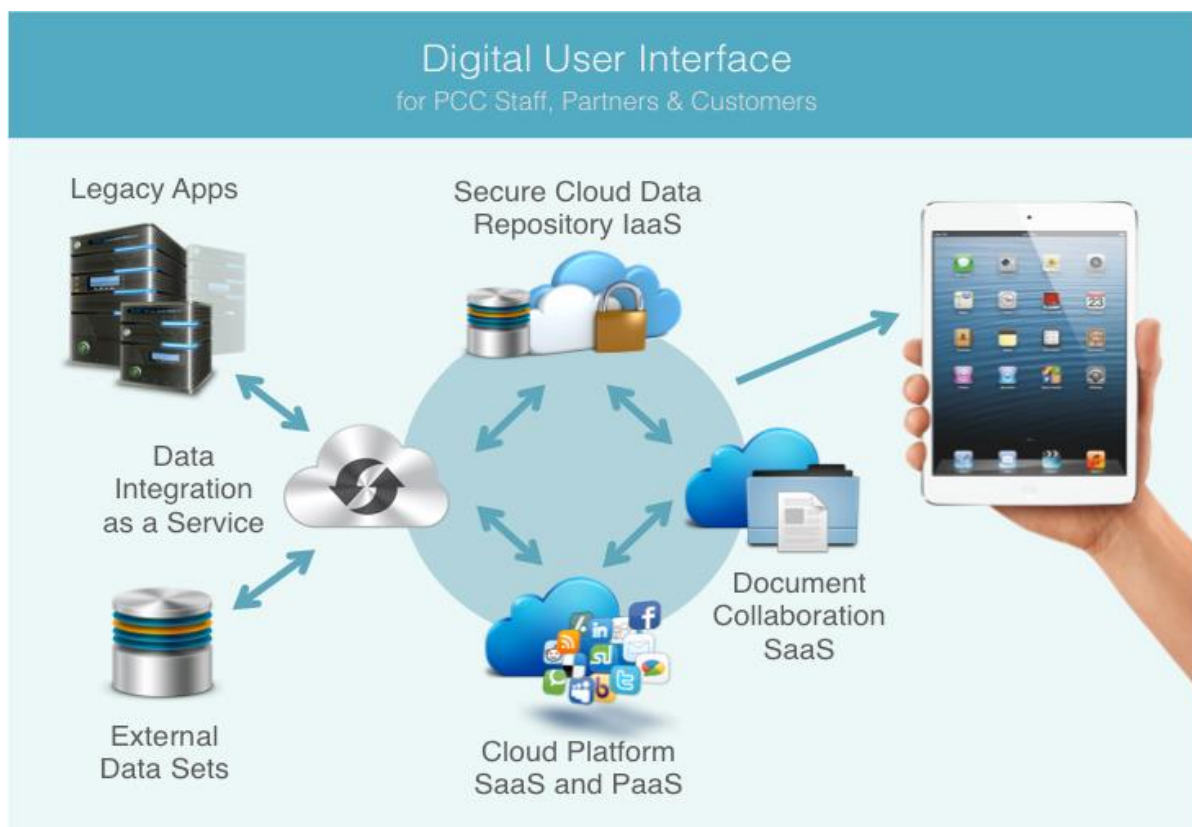 Digital User Interface
for PCC Staff, Partners & Customers
Legacy Apps
Secure Cloud Data
Repository IaaS
Data
Integration
as a Service
23
Document
Collaboration
SaaS
External
Data Sets
Cloud Platform
SaaS and PaaS